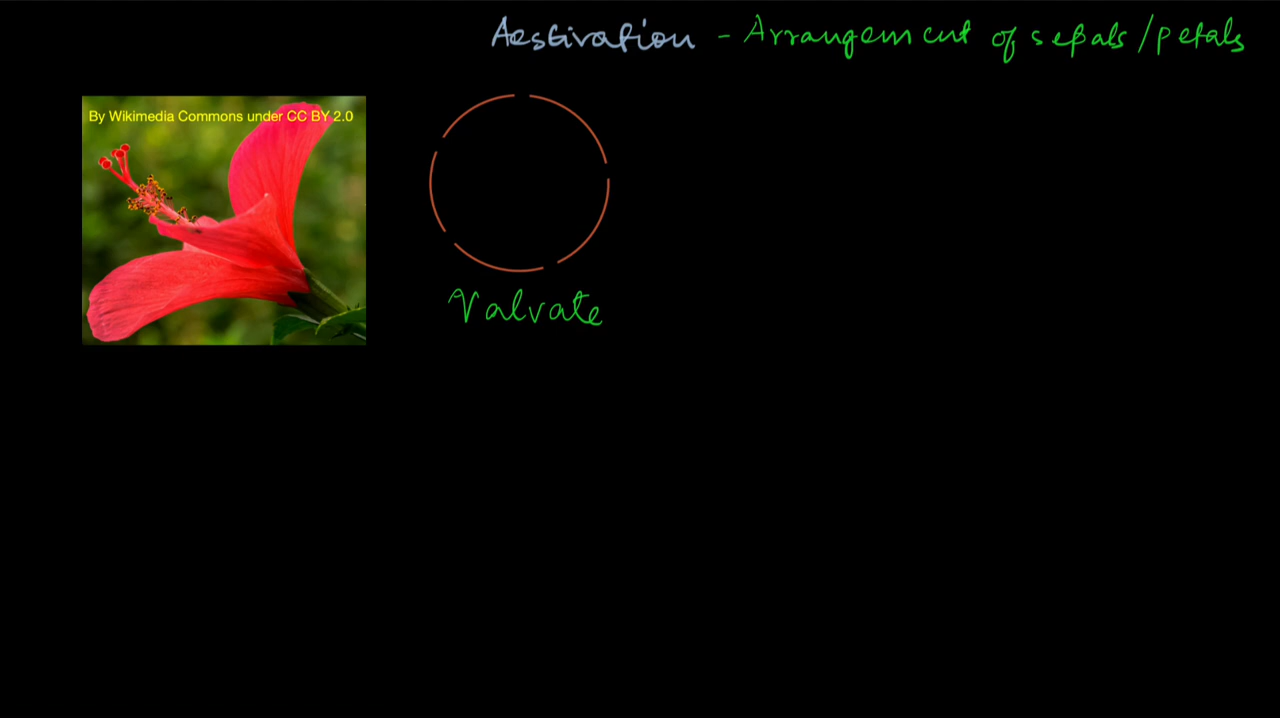 Aestivation - Arrangement of sepals/petals
By Wikimedia Commons under CC BY 2.0
Valvate